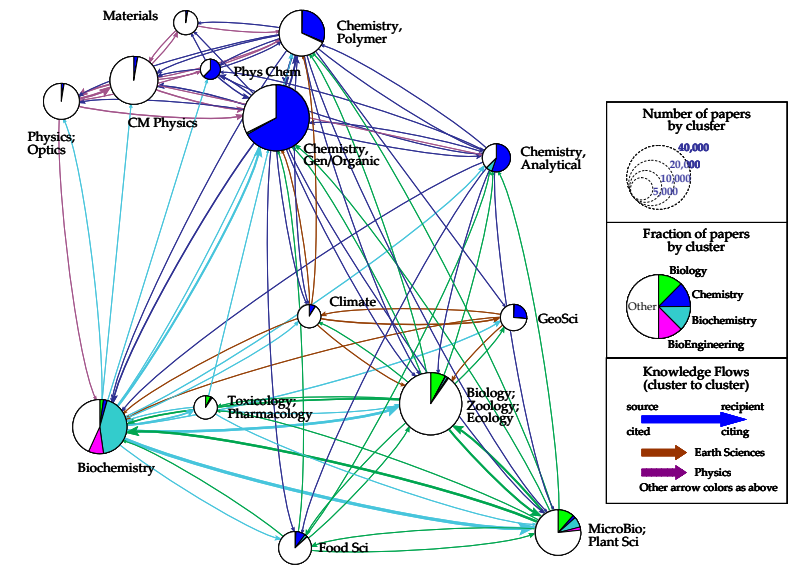 Materials
Chemistry,
Polymer
Phys Chem
CM Physics
Physics;
Optics
Chemistry,
Gen/Organic
Chemistry,
Analytical
Climate
GeoSci
Toxicology;
Pharmacology
Biology;
Zoology;
Ecology
Biochemistry
Food Sci
MicroBio;
Plant Sci
Number of papers
by cluster
40,000
20,000
10,000
5,000
Fraction of papers
by cluster
Biology
Chemistry
Other
Biochemistry
BioEngineering
Knowledge Flows
(cluster to cluster)
source recipient
cited citing
Earth Sciences
Physics
Other arrow colors as above